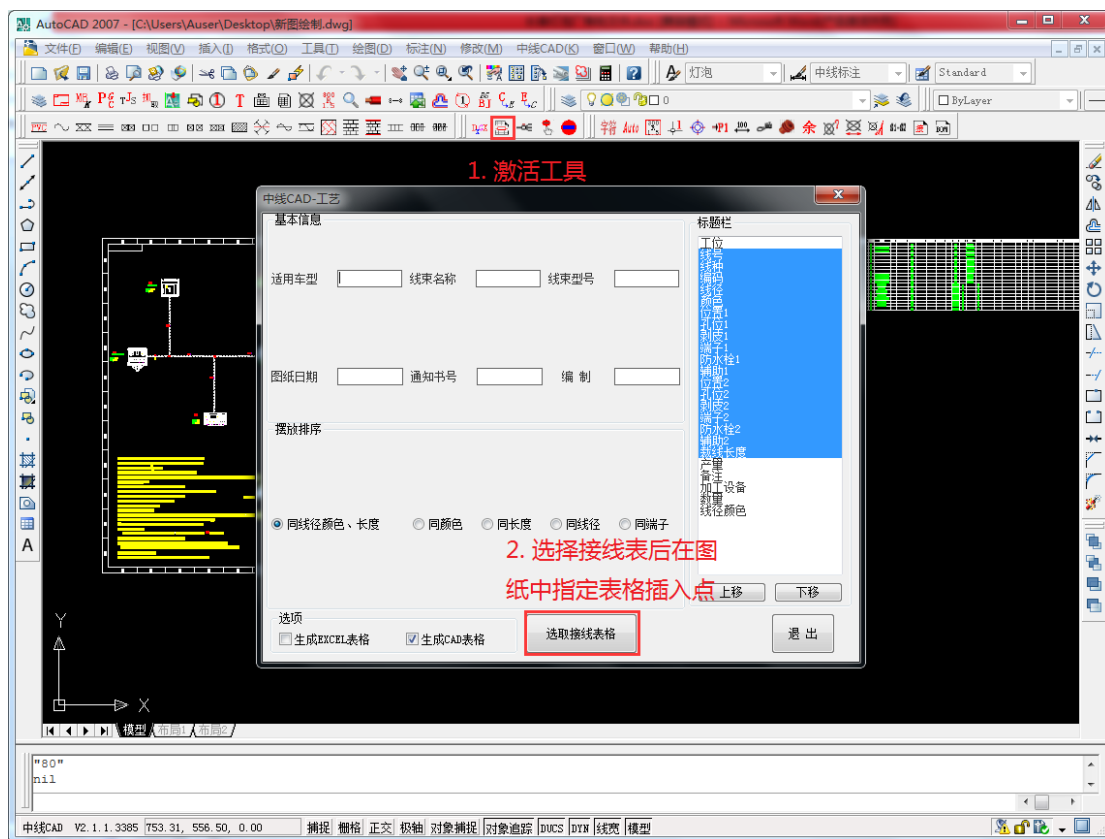 AutoCAD 2007 - [C:\Users\Auser\Desktop\新图绘制.dwg]
文件(F) 编辑(E) 视图(V) 插入(I) 格式(O) 工具(T) 绘图(D) 标注(N) 修改(M) 中线CAD(K) 窗口(W) 帮助(H)
灯泡 中线标注 Standard
0 ByLayer
1. 激活工具
中线CAD-工艺
基本信息
适用车型 线束名称 线束型号
图纸日期 通知书号 编 制
摆放排序
同线径颜色、长度 同颜色 同长度 同线径 同端子
标题栏
工位
线号
线种
编码
线径
颜色
位置1
孔位1
剥皮1
端子1
防水栓1
辅助1
位置2
孔位2
剥皮2
端子2
防水栓2
辅助2
裁线长度
产量
备注
加工设备
数量
线径颜色
2. 选择接线表后在图
纸中指定表格插入点
上移 下移
选项
生成EXCEL表格 生成CAD表格
选取接线表格
退 出
Y
X
模型 布局1 布局2
"80"
nil
中线CAD V2.1.1.3385 753.31, 556.50, 0.00 捕捉 栅格 正交 极轴 对象捕捉 对象追踪 DUCS DYN 线宽 模型